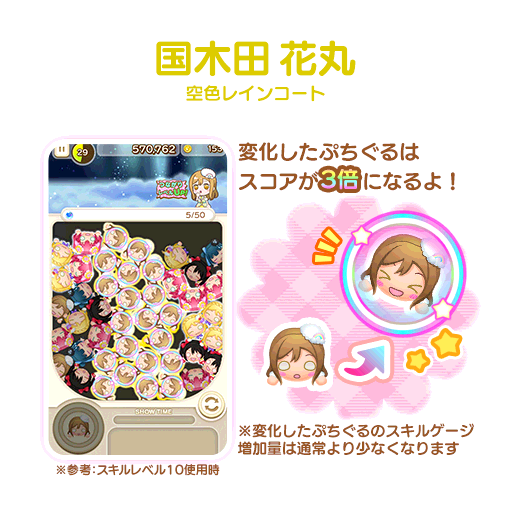 国木田 花丸
空色レインコート
29
570,762
153
5/50
変化したぷちぐるは
スコアが3倍になるよ！
SHOW TIME
※変化したぷちぐるのスキルゲージ
増加量は通常より少なくなります
※参考：スキルレベル10使用時